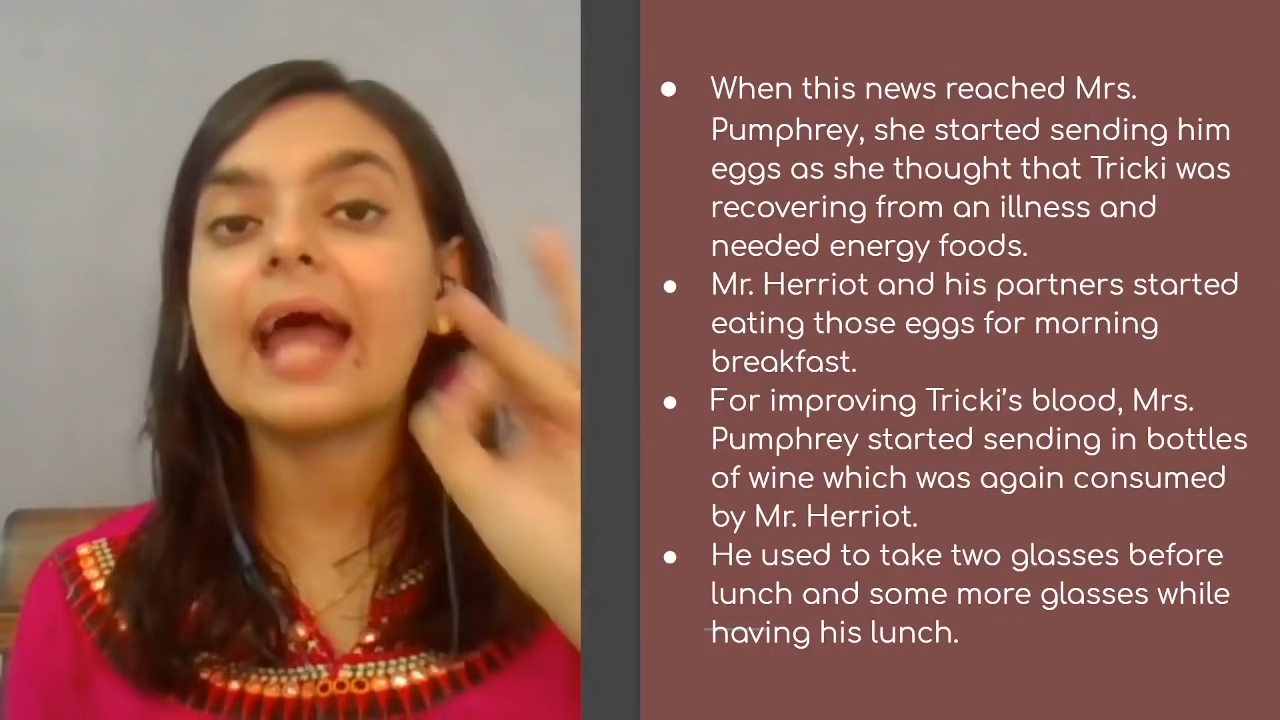 ● When this news reached Mrs.
Pumphrey, she started sending him
eggs as she thought that Tricki was
recovering from an illness and
needed energy foods.
● Mr. Herriot and his partners started
eating those eggs for morning
breakfast.
● For improving Tricki’s blood, Mrs.
Pumphrey started sending in bottles
of wine which was again consumed
by Mr. Herriot.
● He used to take two glasses before
lunch and some more glasses while
having his lunch.